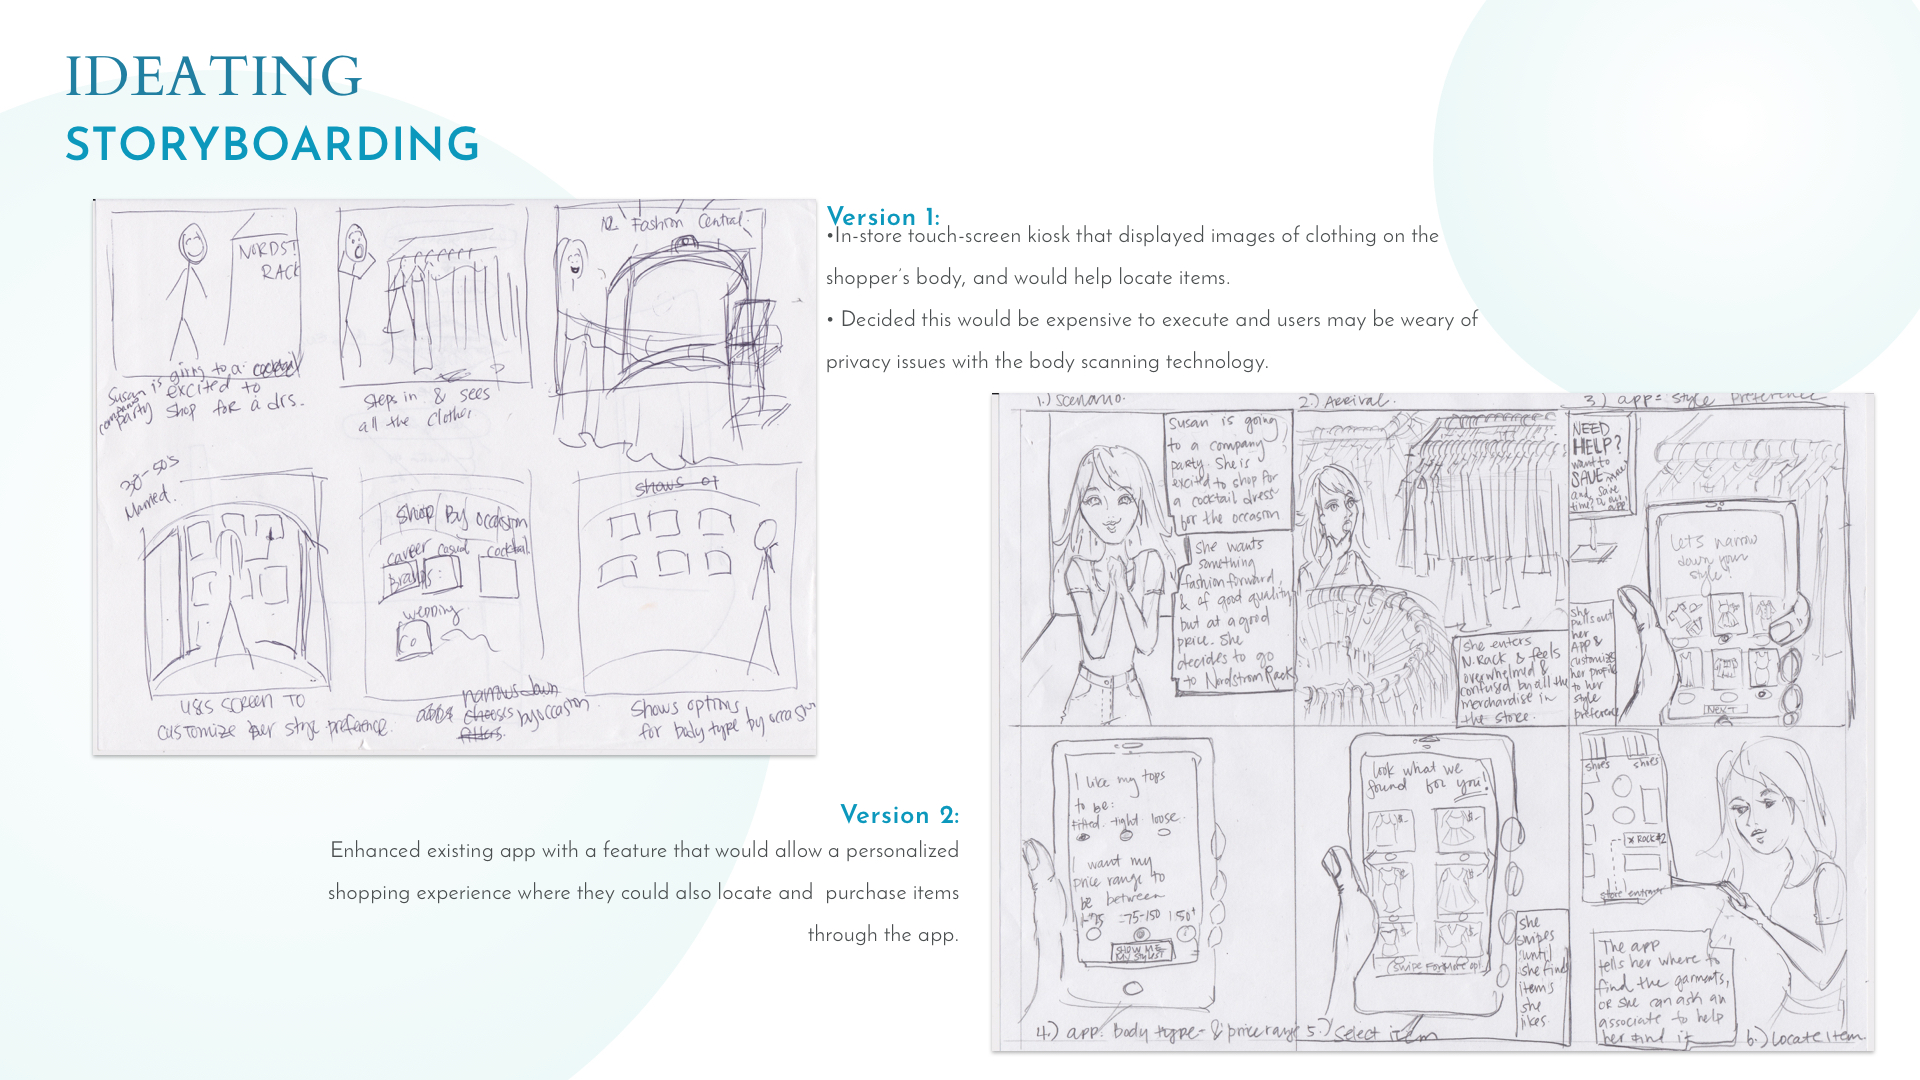 IDEATING
STORYBOARDING
Version 1:
•In-store touch-screen kiosk that displayed images of clothing on the
shopper's body, and would help locate items.
• Decided this would be expensive to execute and users may be weary of
privacy issues with the body scanning technology.
NORDST
RACK
Susan is going to a cocktail
company party excited to
shop for a drs.
steps in & sees
all the clothes
Fashion Central
30-50's
Married.
uses screen TO
customize her style preference.
shop By occasion
career casual cocktail
Brands:
wedding
narrows down
chooses by occasion.
filters.
shows of
Shows options
for body type by occasion
Version 2:
Enhanced existing app with a feature that would allow a personalized
shopping experience where they could also locate and purchase items
through the app.
1.) Scenario.
Susan is going
to a company
party. She is
excited to shop for
a cocktail dress
for the occasion
She wants
something
fashion forward
& of good quality
but at a good
price. She
decides to go
to Nordstrom Rack
2.) Arrival.
she enters
N.Rack & feels
overwhelmd &
confused by all the
merchandise in
the store.
3.) app= style preference
NEED
HELP?
want to
SAVE
and save
time?
Let's narrow
down your
style!
NEXT
She
pulls out
her
APP &
customize
her profile
to her
style
preference
I like my tops
to be:
fitted. tight loose.
I want my
price range to
be between
75-150 150+
SHOW ME
MY STYLIST
4.) app: Body type- & price range
look what we
found for you!
(Swipe For More op)
she
swipes
until
she find
items
she
likes.
5.) Select item
shoes shoes
x Rack #2
store entrance
The app
tells her where to
find the garments,
or she can ask an
associate to help
her find it
6.) Locate Item.